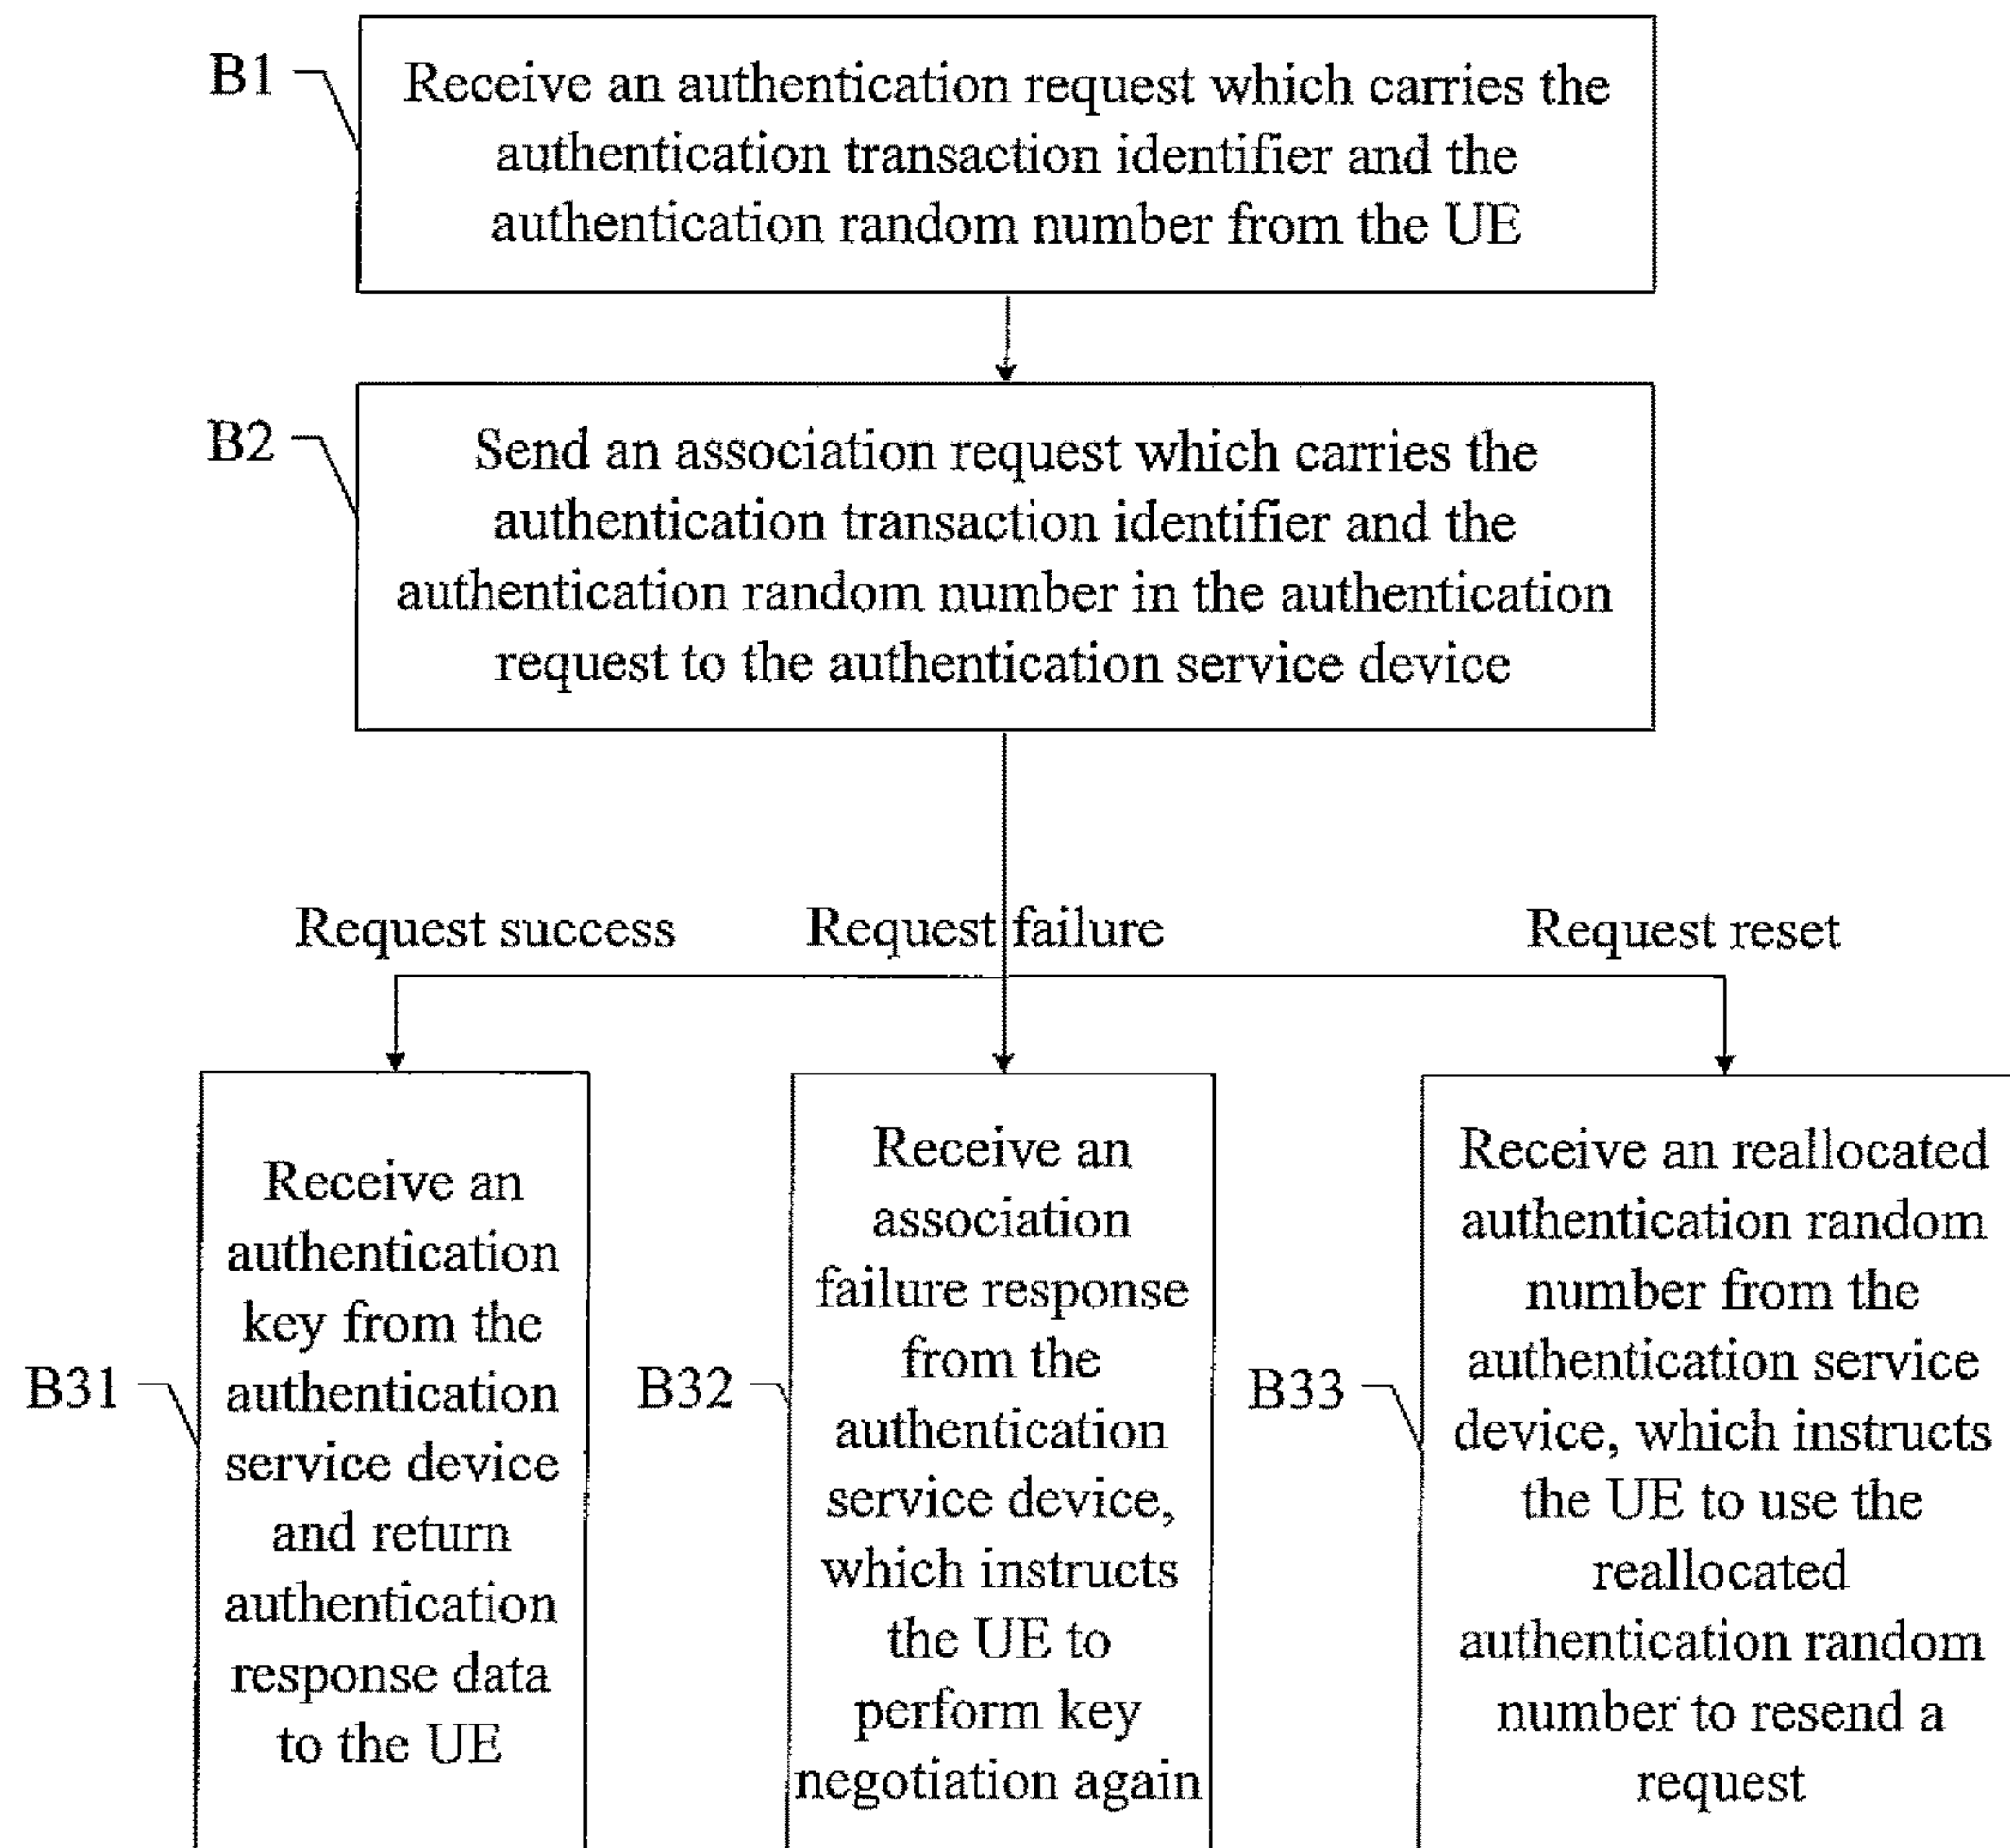 B1
Receive an authentication request which carries the
authentication transaction identifier and the
authentication random number from the UE
B2
Send an association request which carries the
authentication transaction identifier and the
authentication random number in the authentication
request to the authentication service device
Request success
Request failure
Request reset
B31
Receive an
authentication
key from the
authentication
service device
and return
authentication
response data
to the UE
B32
Receive an
association
failure response
from the
authentication
service device,
which instructs
the UE to
perform key
negotiation again
B33
Receive an reallocated
authentication random
number from the
authentication service
device, which instructs
the UE to use the
reallocated
authentication random
number to resend a
request